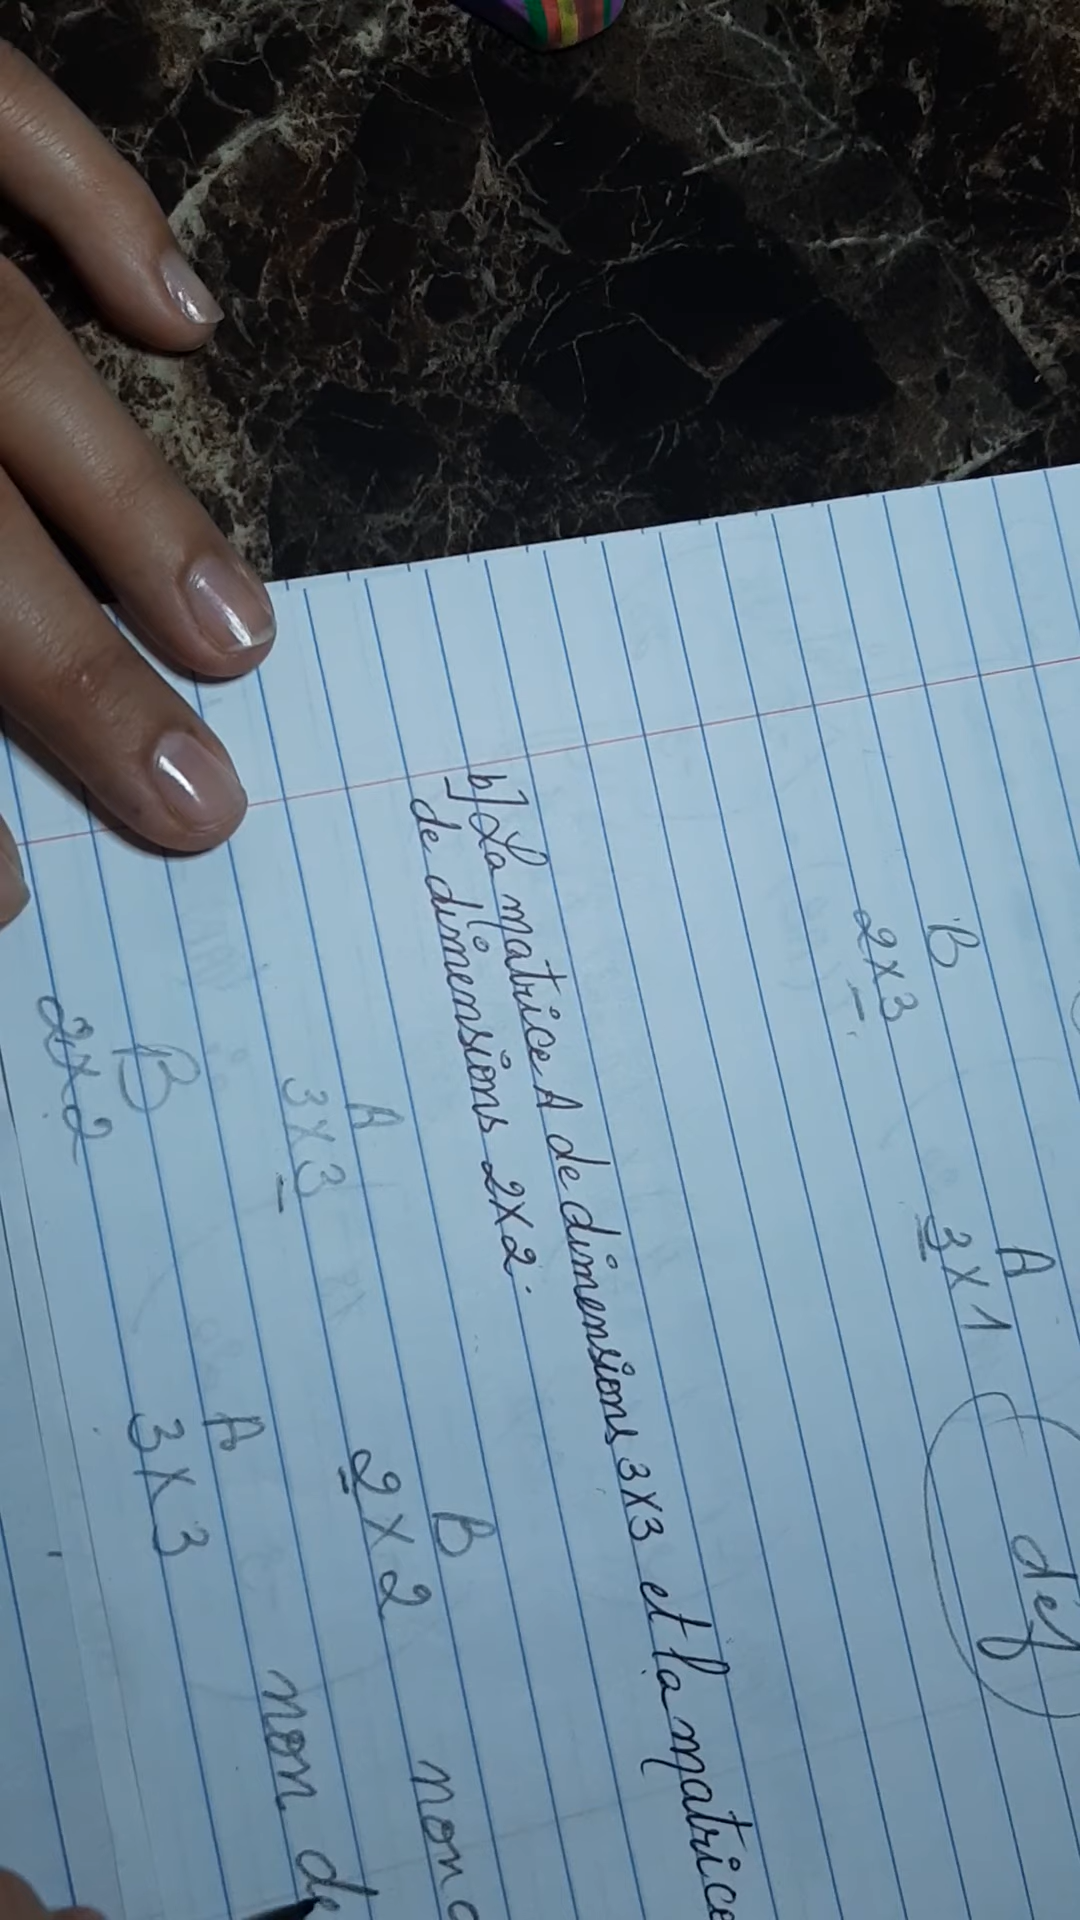 B A
2x3 3x1 def
b] La matrice A de dimensions 3x3 et la matrice
de dimensions 2x2.
A B
3x3 2x2 non
B A
2x2 3x3 non de